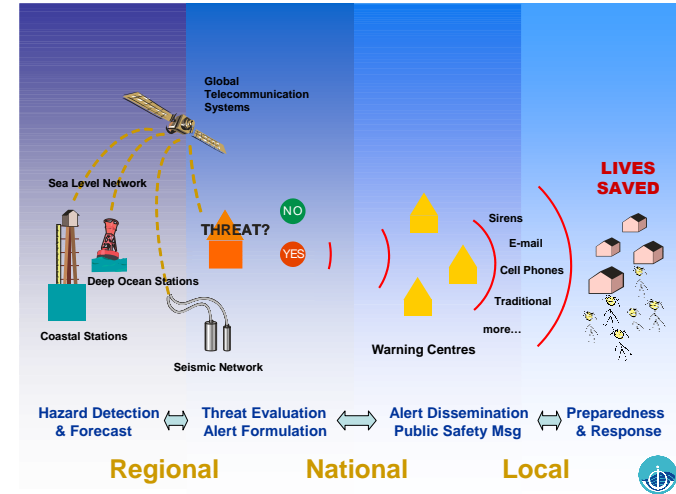 Global
Telecommunication
Systems
LIVES
SAVED
Sea Level Network
NO
THREAT?
YES
Sirens
E-mail
Cell Phones
Traditional
more…
Deep Ocean Stations
Coastal Stations
Warning Centres
Seismic Network
Hazard Detection
& Forecast
Threat Evaluation
Alert Formulation
Alert Dissemination
Public Safety Msg
Preparedness
& Response
Regional
National
Local